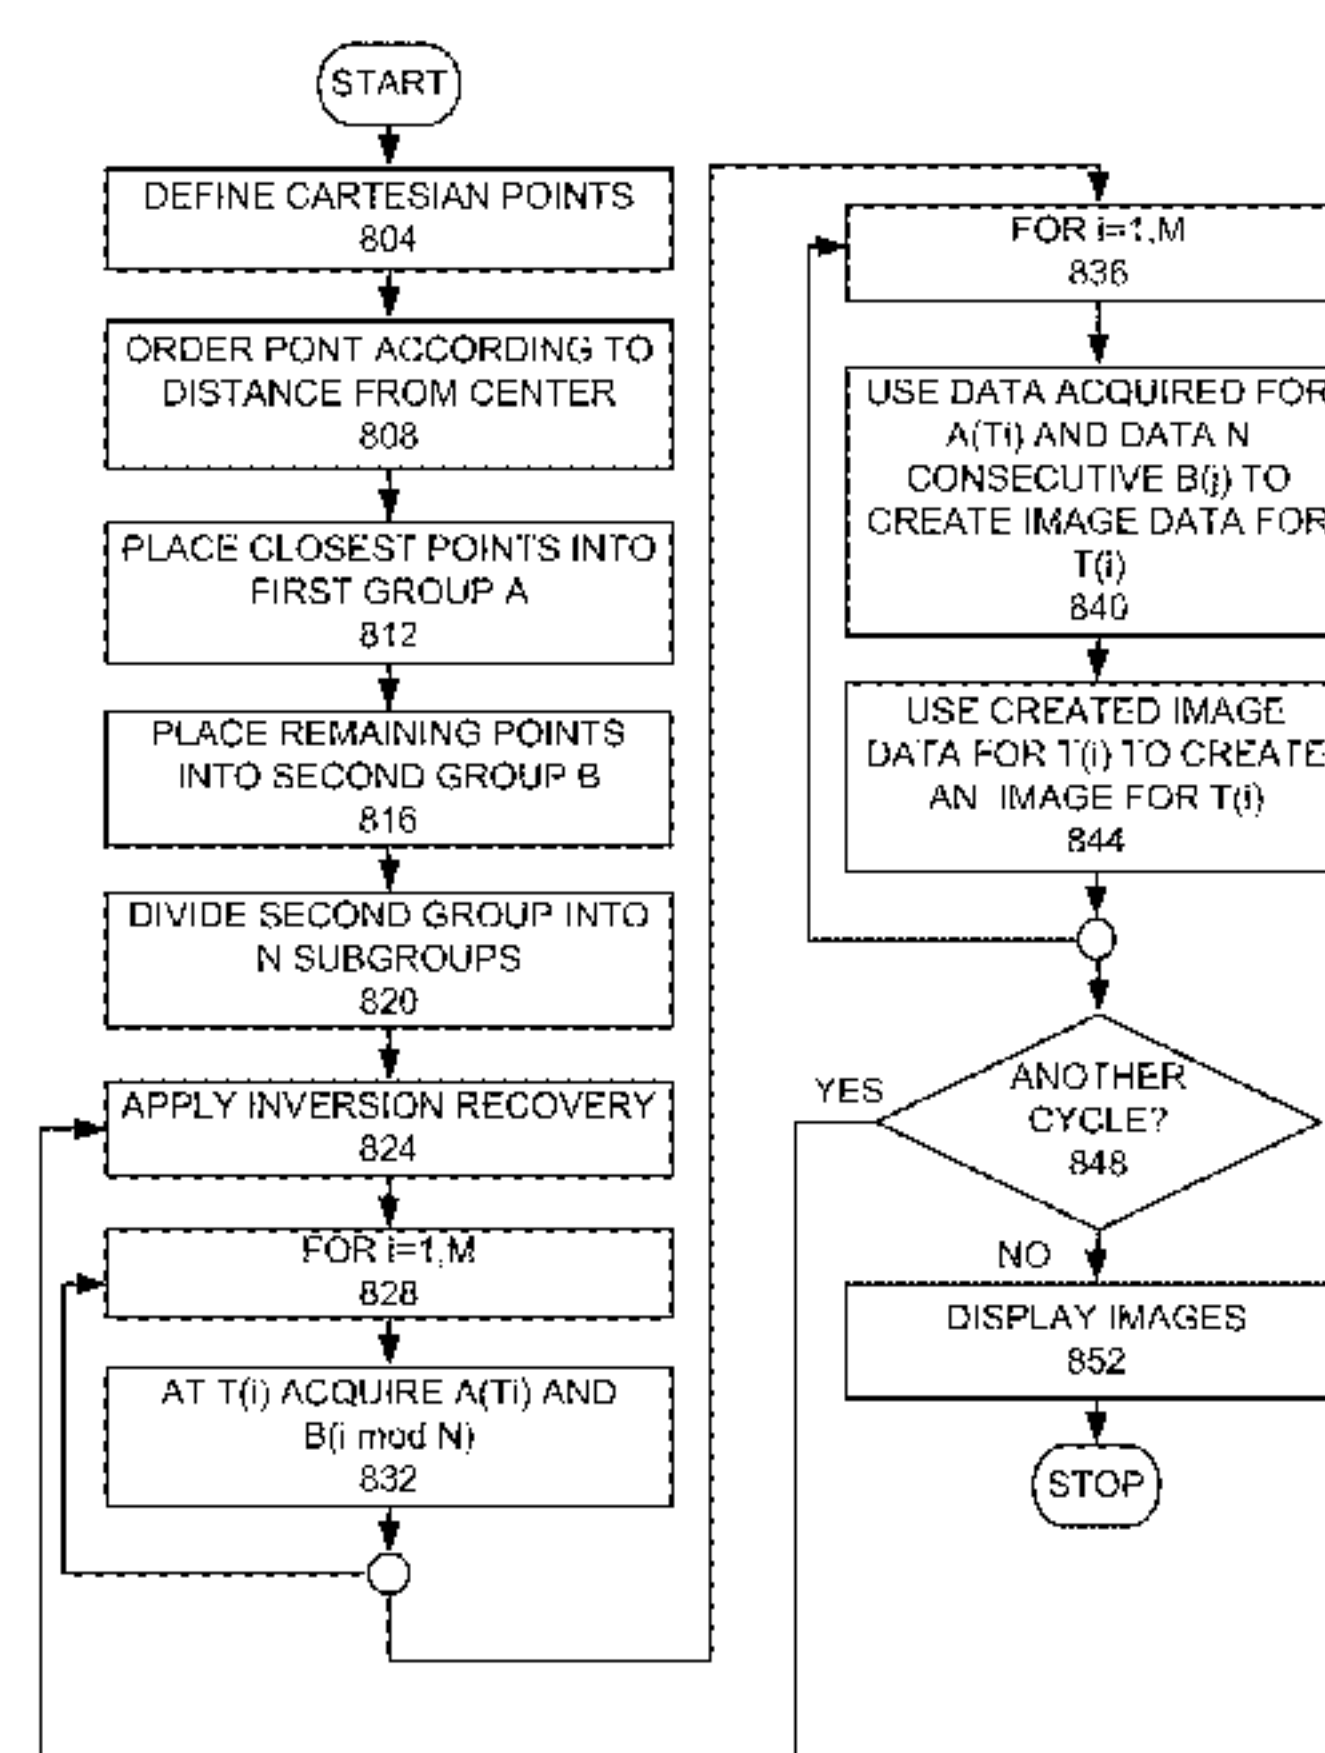 START
DEFINE CARTESIAN POINTS
804
ORDER PONT ACCORDING TO
DISTANCE FROM CENTER
808
PLACE CLOSEST POINTS INTO
FIRST GROUP A
812
PLACE REMAINING POINTS
INTO SECOND GROUP B
816
DIVIDE SECOND GROUP INTO
N SUBGROUPS
820
APPLY INVERSION RECOVERY
824
FOR i=1,M
828
AT T(i) ACQUIRE A(Ti) AND
B(i mod N)
832
FOR i=1,M
836
USE DATA ACQUIRED FOR
A(Ti) AND DATA N
CONSECUTIVE B(j) TO
CREATE IMAGE DATA FOR
T(i)
840
USE CREATED IMAGE
DATA FOR T(i) TO CREATE
AN IMAGE FOR T(i)
844
YES
ANOTHER
CYCLE?
848
NO
DISPLAY IMAGES
852
STOP